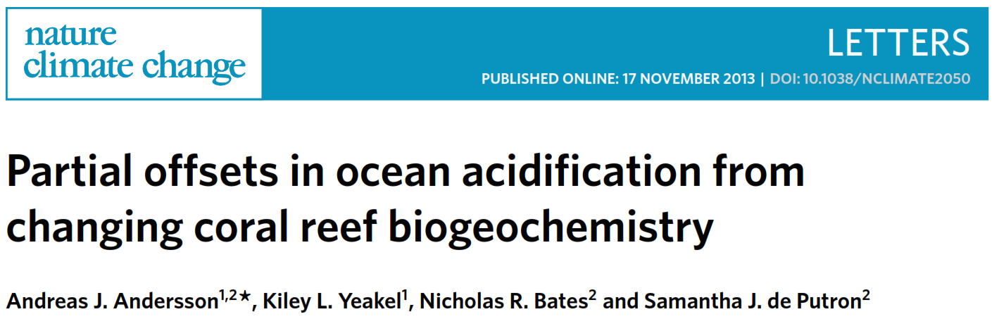 nature
climate change
LETTERS
PUBLISHED ONLINE: 17 NOVEMBER 2013 | DOI: 10.1038/NCLIMATE2050
Partial offsets in ocean acidification from
changing coral reef biogeochemistry
Andreas J. Andersson1,2★, Kiley L. Yeakel1, Nicholas R. Bates2 and Samantha J. de Putron2